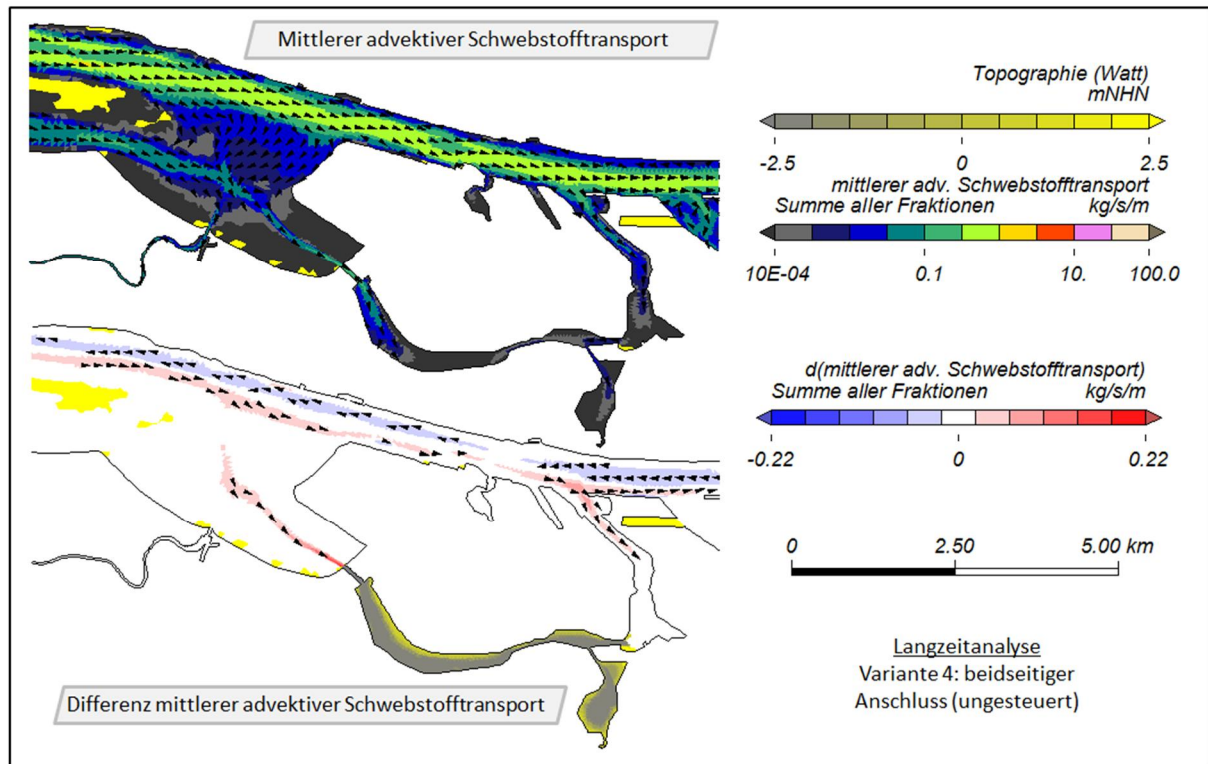 Mittlerer advektiver Schwebstofftransport
Topographie (Watt)
mNHN
-2.5 0 2.5
mittlerer adv. Schwebstofftransport
Summe aller Fraktionen kg/s/m
10E-04 0.1 10. 100.0
d(mittlerer adv. Schwebstofftransport)
Summe aller Fraktionen kg/s/m
-0.22 0 0.22
0 2.50 5.00 km
Langzeitanalyse
Variante 4: beidseitiger
Anschluss (ungesteuert)
Differenz mittlerer advektiver Schwebstofftransport